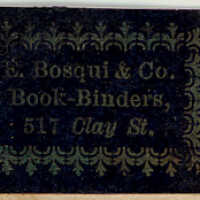 E. Bosqui & Co.
Book-Binders,
517 Clay St.